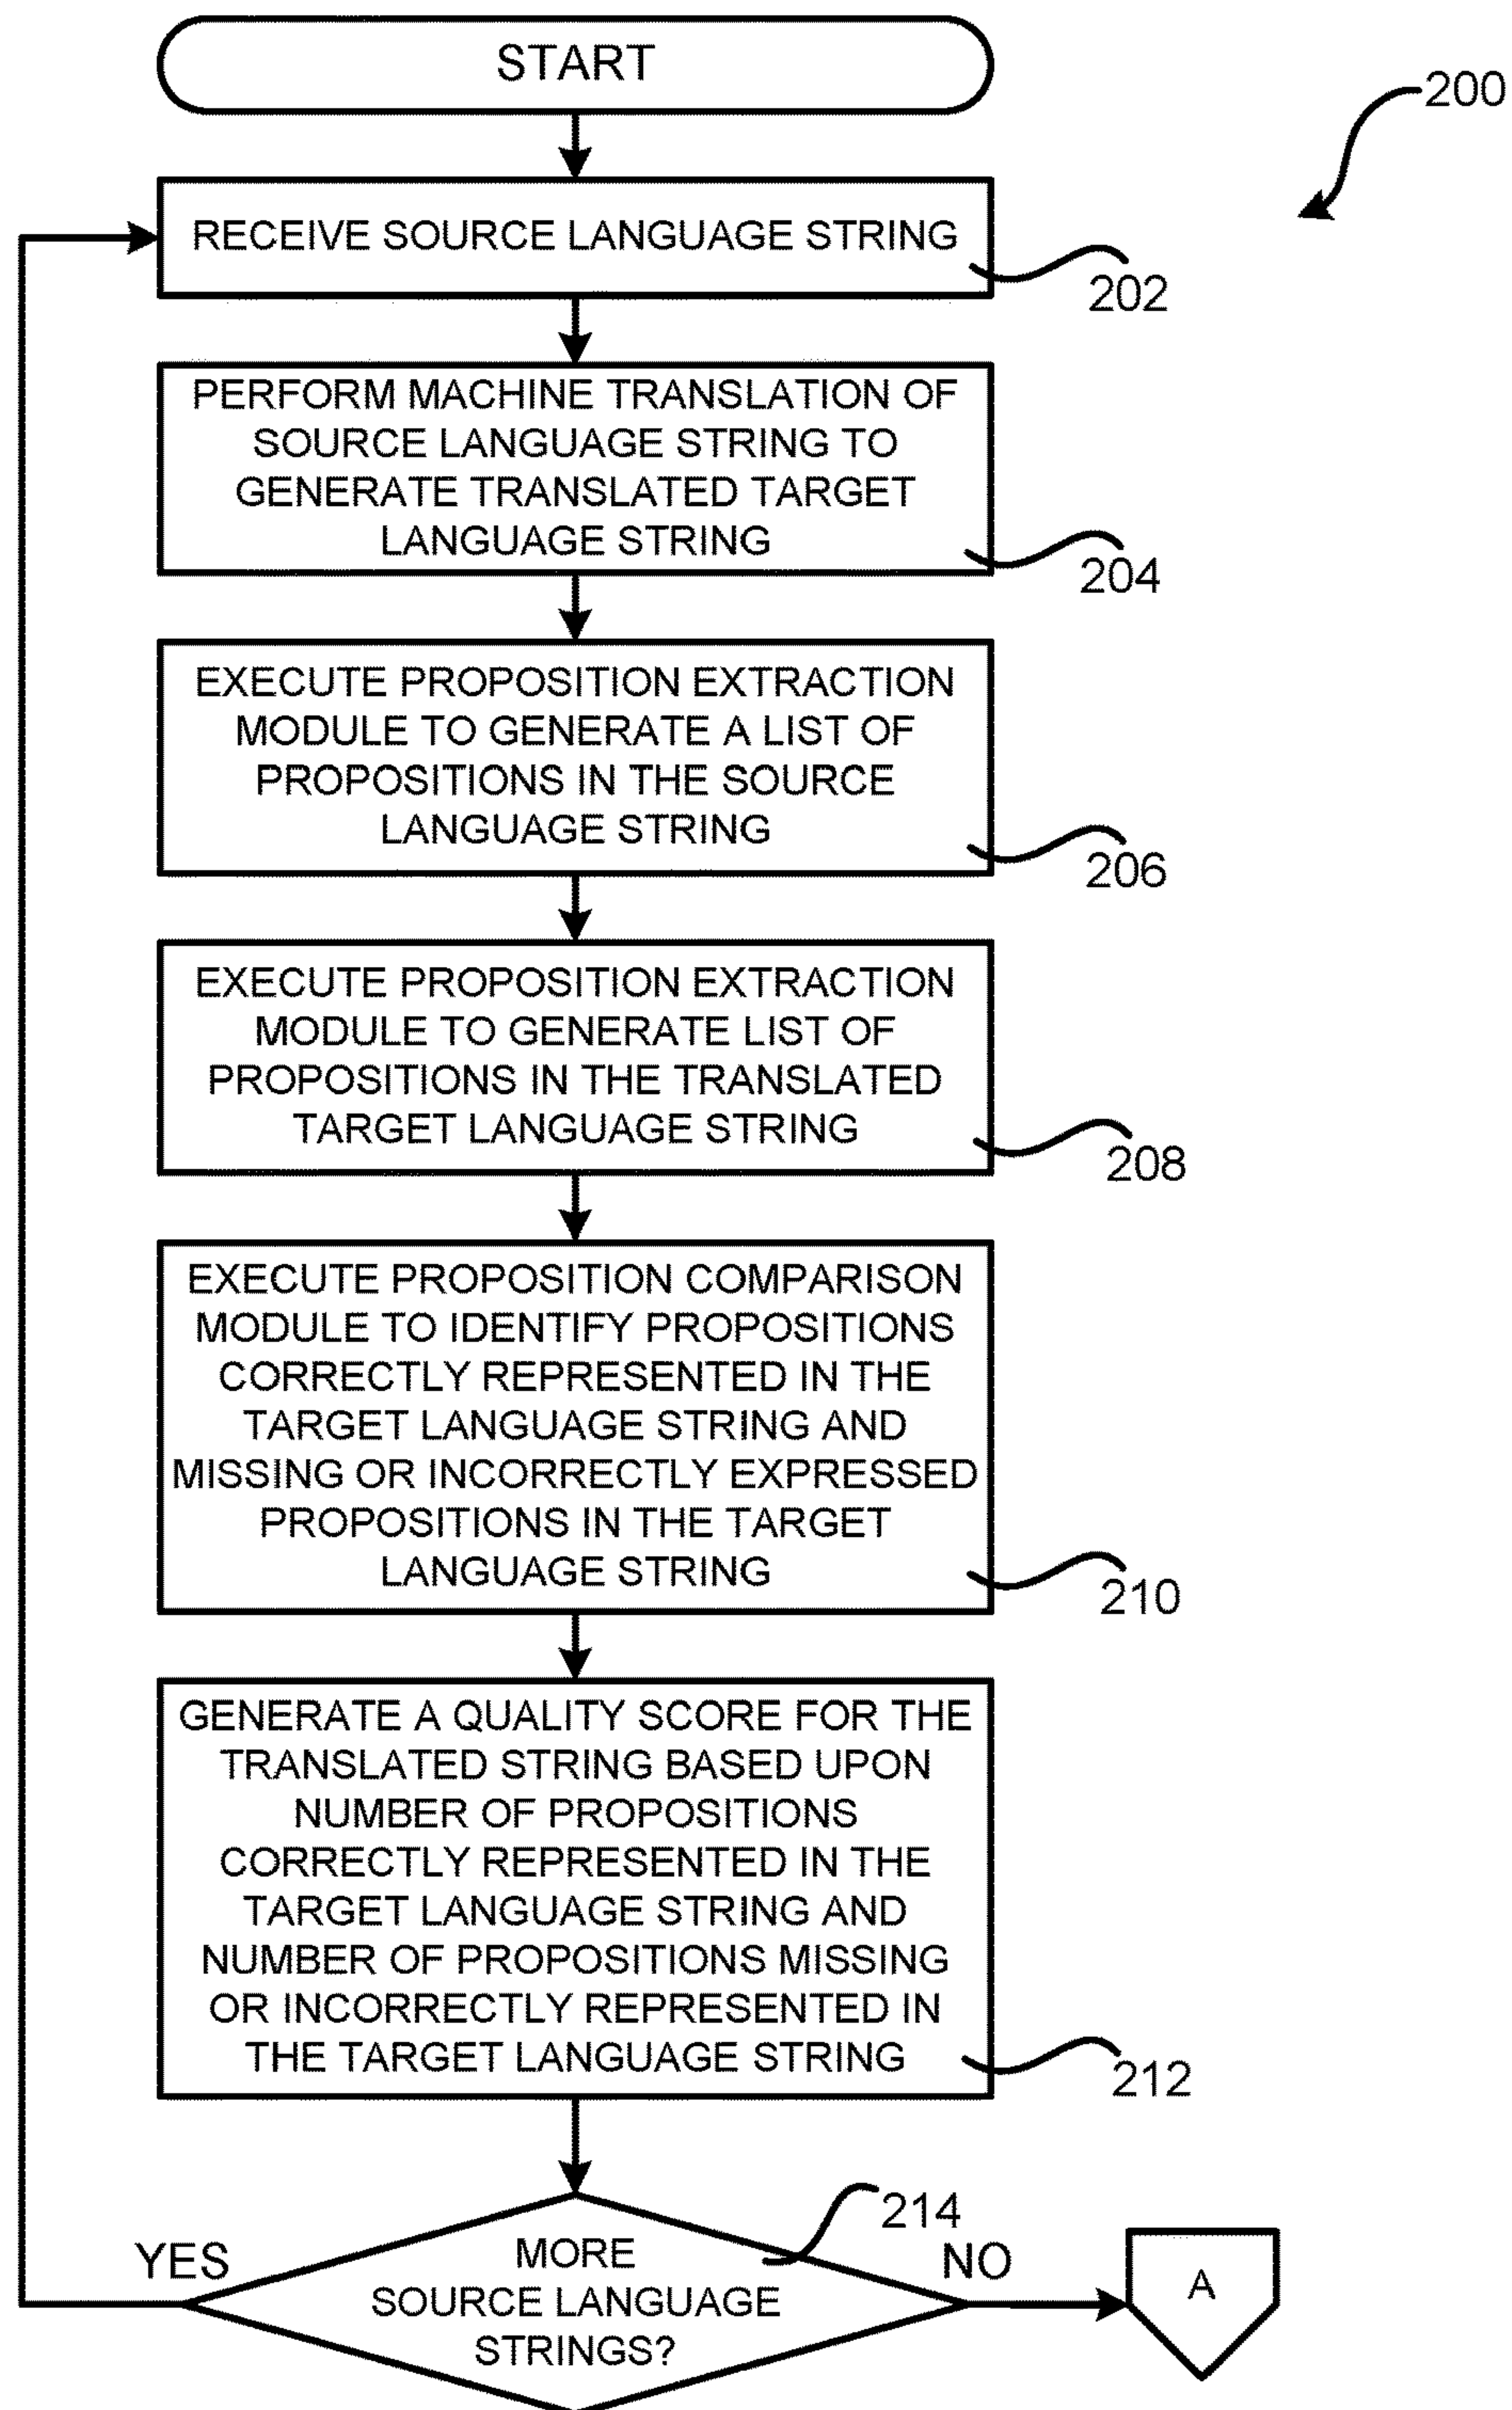 START
200
RECEIVE SOURCE LANGUAGE STRING
202
PERFORM MACHINE TRANSLATION OF
SOURCE LANGUAGE STRING TO
GENERATE TRANSLATED TARGET
LANGUAGE STRING
204
EXECUTE PROPOSITION EXTRACTION
MODULE TO GENERATE A LIST OF
PROPOSITIONS IN THE SOURCE
LANGUAGE STRING
206
EXECUTE PROPOSITION EXTRACTION
MODULE TO GENERATE LIST OF
PROPOSITIONS IN THE TRANSLATED
TARGET LANGUAGE STRING
208
EXECUTE PROPOSITION COMPARISON
MODULE TO IDENTIFY PROPOSITIONS
CORRECTLY REPRESENTED IN THE
TARGET LANGUAGE STRING AND
MISSING OR INCORRECTLY EXPRESSED
PROPOSITIONS IN THE TARGET
LANGUAGE STRING
210
GENERATE A QUALITY SCORE FOR THE
TRANSLATED STRING BASED UPON
NUMBER OF PROPOSITIONS
CORRECTLY REPRESENTED IN THE
TARGET LANGUAGE STRING AND
NUMBER OF PROPOSITIONS MISSING
OR INCORRECTLY REPRESENTED IN
THE TARGET LANGUAGE STRING
212
214
YES
MORE
SOURCE LANGUAGE
STRINGS?
NO
A